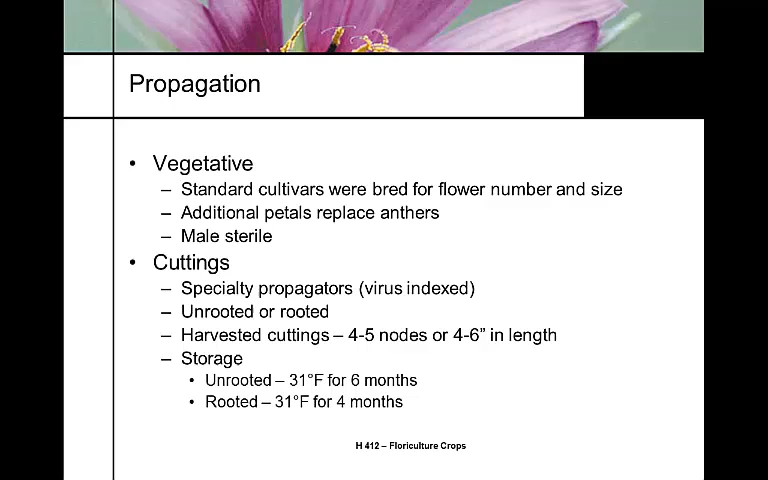 Propagation
• Vegetative
– Standard cultivars were bred for flower number and size
– Additional petals replace anthers
– Male sterile
• Cuttings
– Specialty propagators (virus indexed)
– Unrooted or rooted
– Harvested cuttings – 4-5 nodes or 4-6” in length
– Storage
• Unrooted – 31°F for 6 months
• Rooted – 31°F for 4 months
H 412 – Floriculture Crops